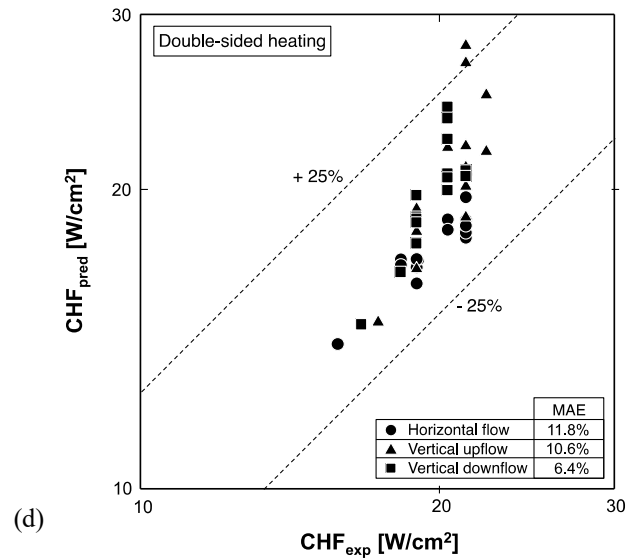 30
Double-sided heating
+ 25%
20
CHFpred [W/cm²]
- 25%
MAE
Horizontal flow 11.8%
Vertical upflow 10.6%
Vertical downflow 6.4%
10
10 20 30
(d)
CHFexp [W/cm²]